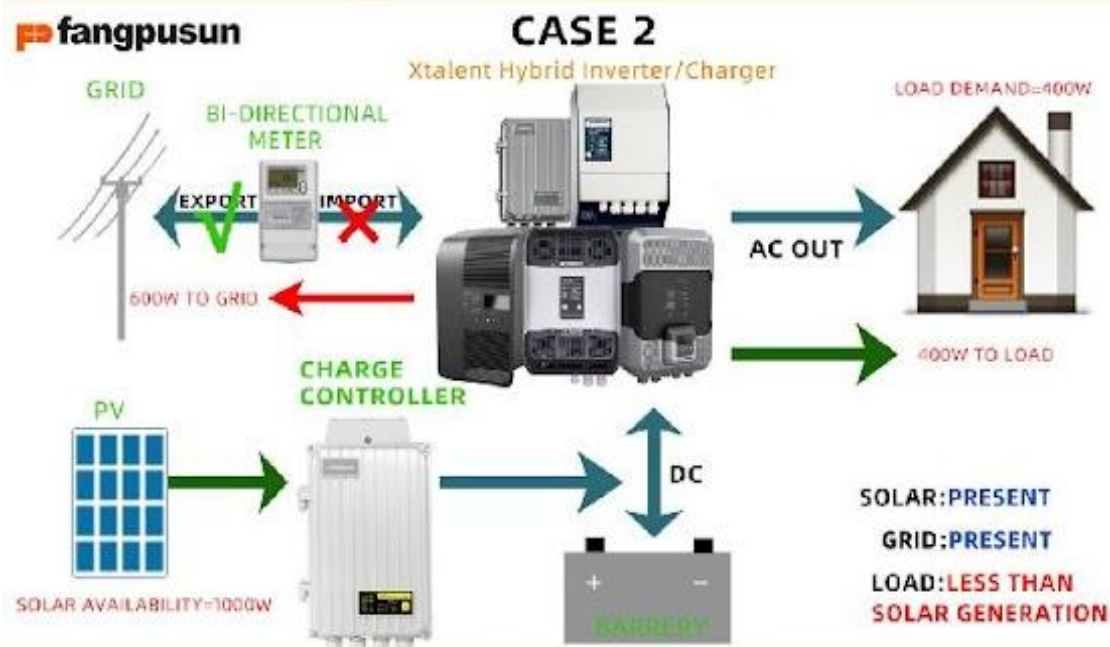 fangpusun
CASE 2
Xtalent Hybrid Inverter/Charger
GRID
BI-DIRECTIONAL
METER
LOAD DEMAND=400W
EXPORT
IMPORT
AC OUT
600W TO GRID
400W TO LOAD
CHARGE
CONTROLLER
PV
DC
SOLAR:PRESENT
GRID:PRESENT
LOAD:LESS THAN
SOLAR GENERATION
SOLAR AVAILABILITY=1000W
+ −
BARRERY